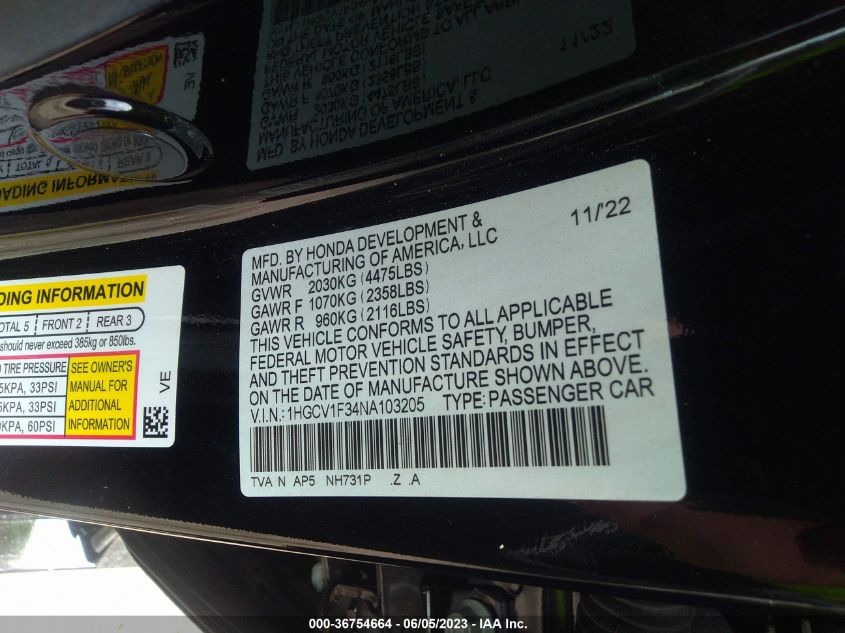 DING INFORMATION
OTAL 5 FRONT 2 REAR 3
should never exceed 385kg or 850lbs.
TIRE PRESSURE
5KPA, 33PSI
5KPA, 33PSI
KPA, 60PSI
SEE OWNER'S
MANUAL FOR
ADDITIONAL
INFORMATION
VE
11/'22
MFD. BY HONDA DEVELOPMENT &
MANUFACTURING OF AMERICA, LLC
GVWR 2030KG (4475LBS)
GAWR F 1070KG (2358LBS)
GAWR R 960KG (2116LBS)
THIS VEHICLE CONFORMS TO ALL APPLICABLE
FEDERAL MOTOR VEHICLE SAFETY, BUMPER,
AND THEFT PREVENTION STANDARDS IN EFFECT
ON THE DATE OF MANUFACTURE SHOWN ABOVE.
V.I.N.: 1HGCV1F34NA103205 TYPE: PASSENGER CAR
TVA N AP5 NH731P .Z .A
000-36754664 - 06/05/2023 - IAA Inc.